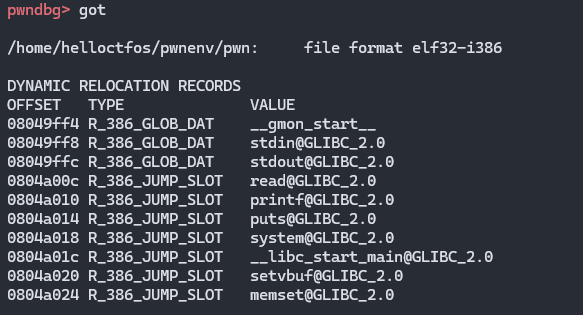 pwndbg> got
/home/helloctfos/pwnenv/pwn:     file format elf32-i386
DYNAMIC RELOCATION RECORDS
OFFSET   TYPE              VALUE
08049ff4 R_386_GLOB_DAT    __gmon_start__
08049ff8 R_386_GLOB_DAT    stdin@GLIBC_2.0
08049ffc R_386_GLOB_DAT    stdout@GLIBC_2.0
0804a00c R_386_JUMP_SLOT   read@GLIBC_2.0
0804a010 R_386_JUMP_SLOT   printf@GLIBC_2.0
0804a014 R_386_JUMP_SLOT   puts@GLIBC_2.0
0804a018 R_386_JUMP_SLOT   system@GLIBC_2.0
0804a01c R_386_JUMP_SLOT   __libc_start_main@GLIBC_2.0
0804a020 R_386_JUMP_SLOT   setvbuf@GLIBC_2.0
0804a024 R_386_JUMP_SLOT   memset@GLIBC_2.0